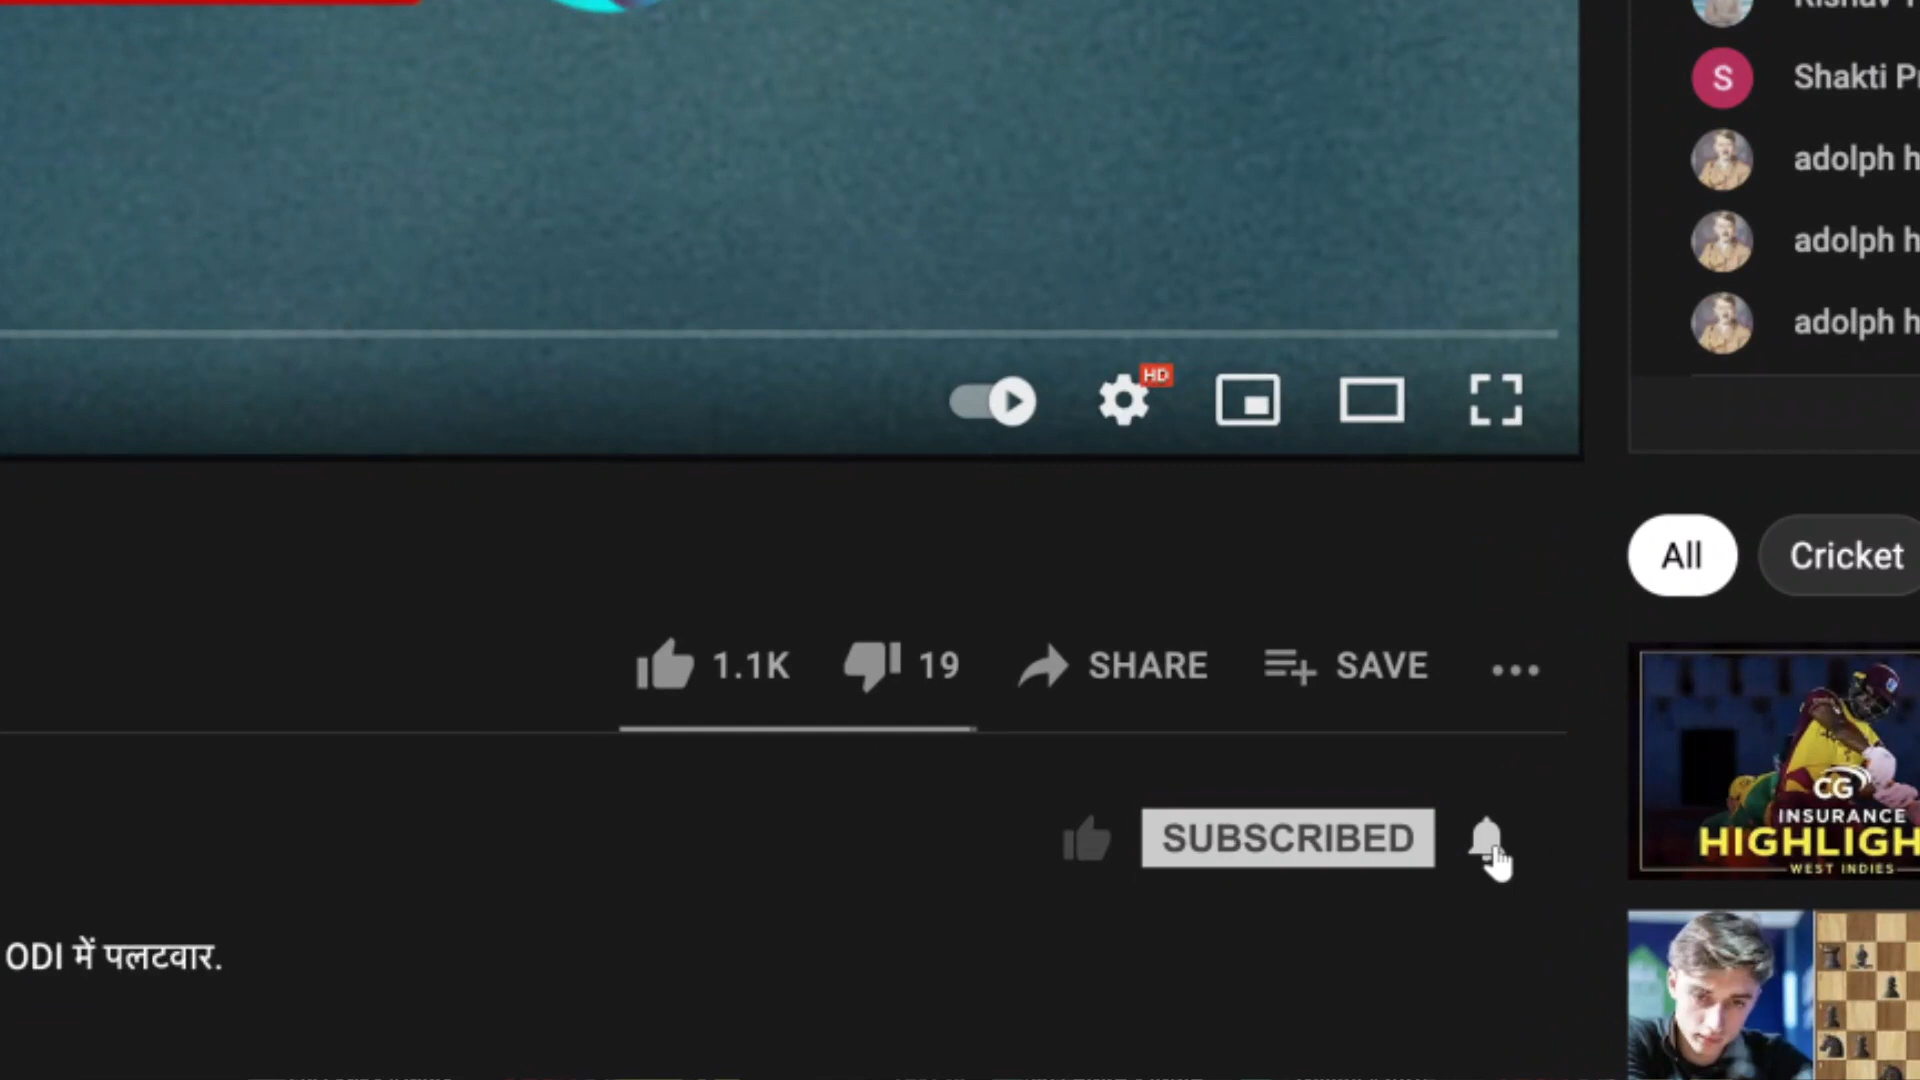 Shakti P
adolph h
adolph h
adolph h
HD
All
Cricket
1.1K
19
SHARE
SAVE
CG
INSURANCE
HIGHLIGH
WEST INDIES
SUBSCRIBED
ODI में पलटवार.